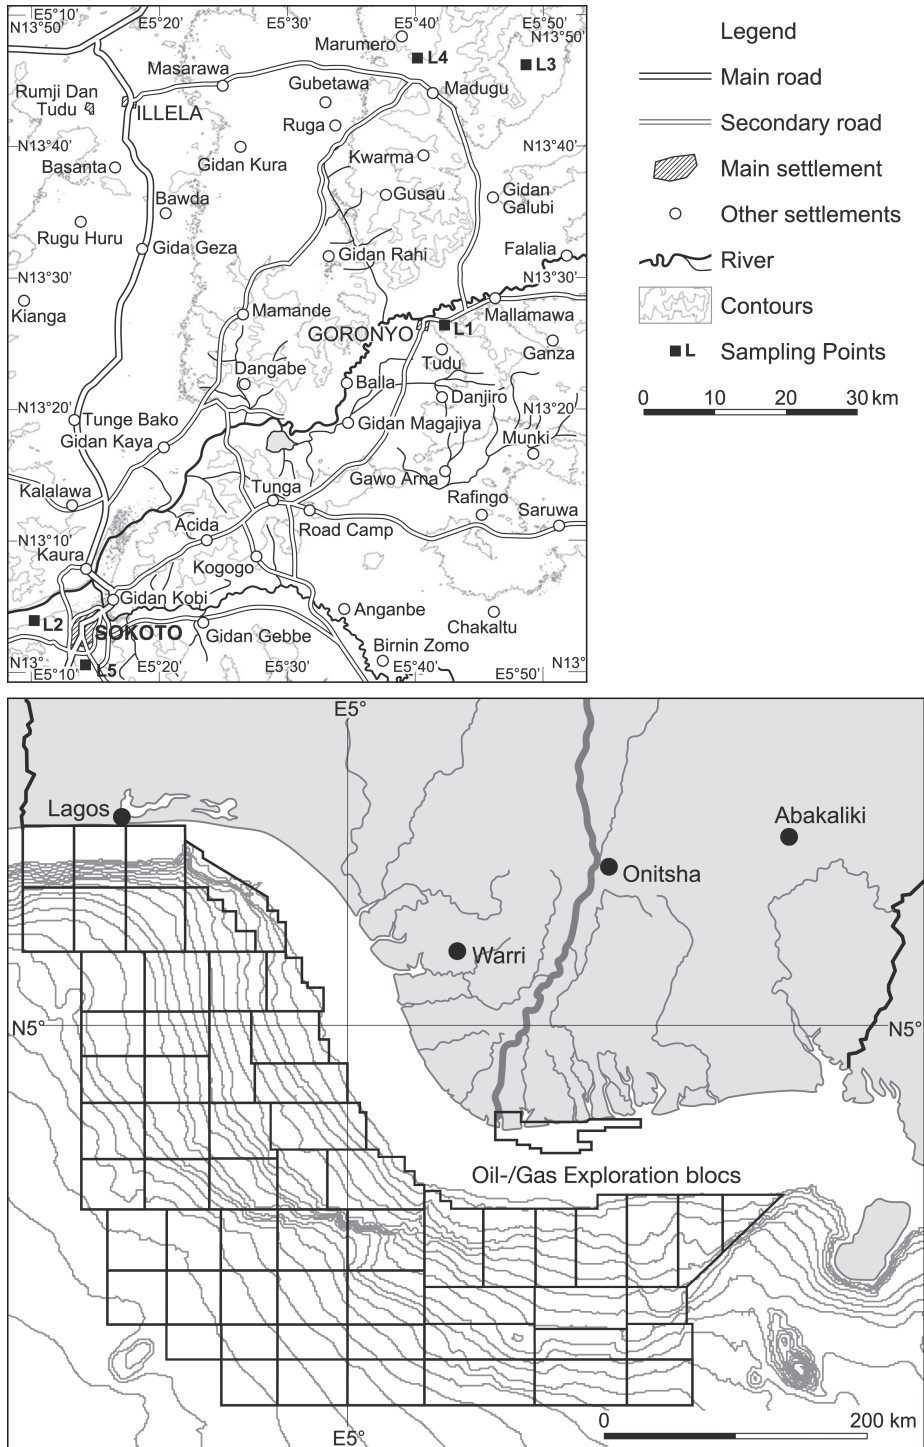 E5°10' E5°20' E5°30' E5°40' E5°50'
N13°50' N13°50'
Marumero
L4
L3
Masarawa
Gubetawa
Madugu
Rumji Dan
Tudu
ILLELA
Ruga
N13°40' N13°40'
Kwarma
Basanta
Gidan Kura
Gusau
Gidan
Galubi
Bawda
Rugu Huru
Gida Geza
Falalia
Gidan Rahi
N13°30' N13°30'
Kianga
Mamande
Mallamawa
GORONYO
L1
Tudu
Ganza
Dangabe
Balla
Danjiro
N13°20' N13°20'
Tunge Bako
Gidan Magajiya
Gidan Kaya
Munki
Gawo Arna
Kalalawa
Tunga
Rafingo
Saruwa
Acida
Road Camp
N13°10' N13°10'
Kaura
Kogogo
Gidan Kobi
Anganbe
L2
SOKOTO
Chakaltu
Gidan Gebbe
Birnin Zomo
N13° N13°
L5
E5°10' E5°20' E5°30' E5°40' E5°50'
Legend
Main road
Secondary road
Main settlement
Other settlements
River
Contours
L Sampling Points
0 10 20 30 km
E5°
Lagos
Abakaliki
Onitsha
Warri
N5° N5°
Oil-/Gas Exploration blocs
0 200 km
E5°